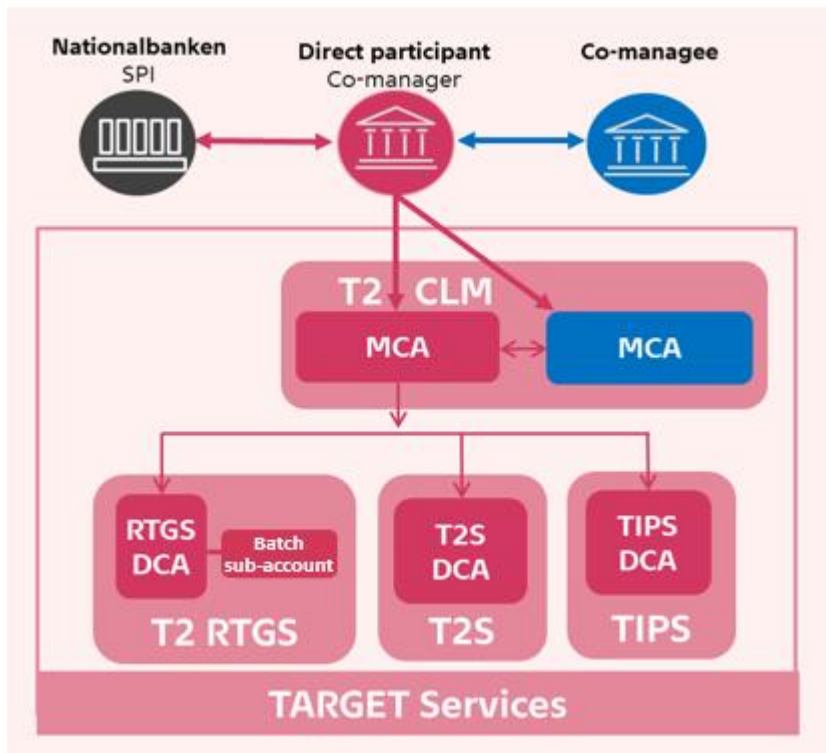 Nationalbanken
SPI
Direct participant
Co-manager
Co-managee
T2 CLM
MCA
MCA
RTGS
DCA
Batch
sub-account
T2 RTGS
T2S
DCA
T2S
TIPS
DCA
TIPS
TARGET Services